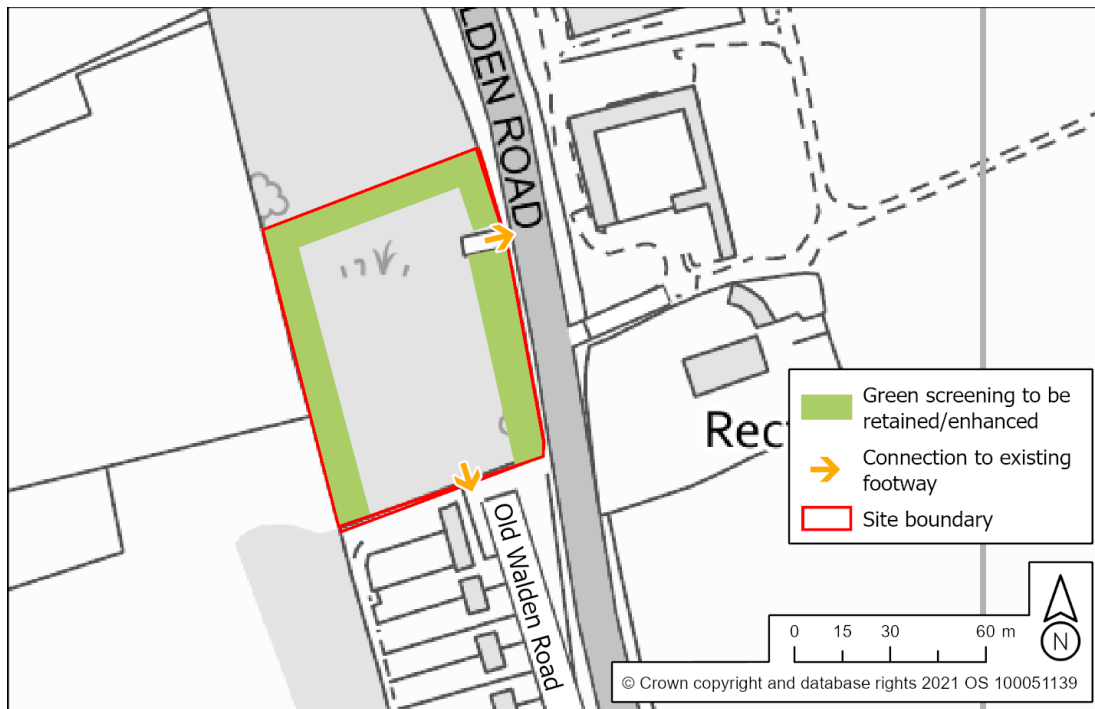 LDEN ROAD
Rect
Old Walden Road
Green screening to be
retained/enhanced
Connection to existing
footway
Site boundary
0 15 30 60 m
N
© Crown copyright and database rights 2021 OS 100051139